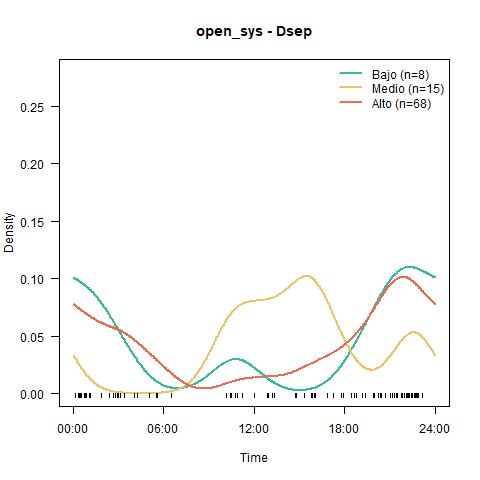 open_sys - Dsep
Bajo (n=8)
Medio (n=15)
Alto (n=68)
Density
0.25
0.20
0.15
0.10
0.05
0.00
00:00 06:00 12:00 18:00 24:00
Time